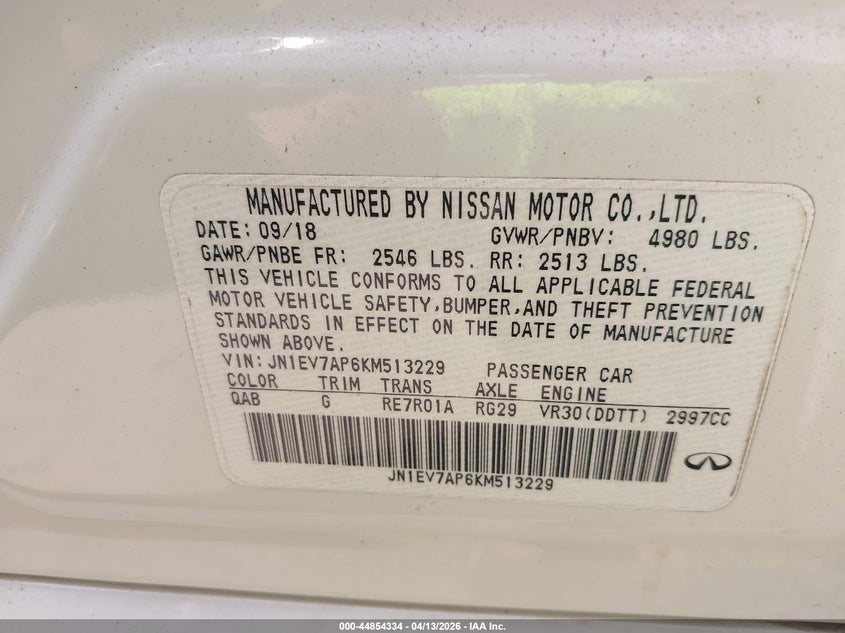 MANUFACTURED BY NISSAN MOTOR CO.,LTD.
DATE: 09/18 GVWR/PNBV: 4980 LBS.
GAWR/PNBE FR: 2546 LBS. RR: 2513 LBS.
THIS VEHICLE CONFORMS TO ALL APPLICABLE FEDERAL
MOTOR VEHICLE SAFETY,BUMPER,AND THEFT PREVENTION
STANDARDS IN EFFECT ON THE DATE OF MANUFACTURE
SHOWN ABOVE.
VIN:JN1EV7AP6KM513229 PASSENGER CAR
COLOR TRIM TRANS AXLE ENGINE
QAB G RE7R01A RG29 VR30(DDTT) 2997CC
JN1EV7AP6KM513229
000-44854334 | 04/13/2026 | IAA Inc.